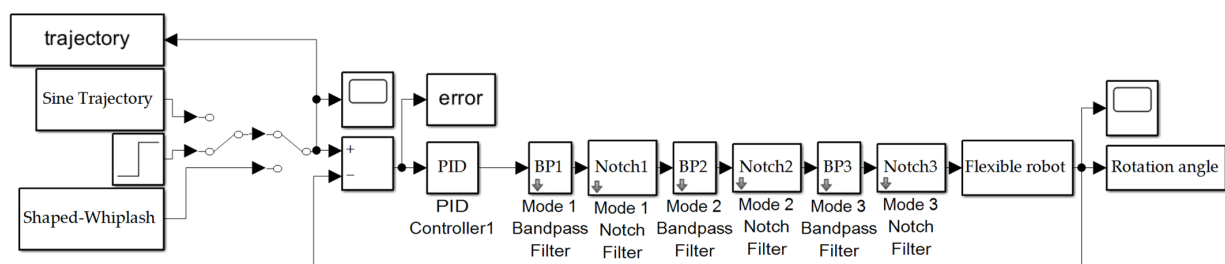 trajectory
Sine Trajectory
Shaped-Whiplash
+
−
error
PID
PID
Controller1
BP1
Mode 1
Bandpass
Filter
Notch1
Mode 1
Notch
Filter
BP2
Mode 2
Bandpass
Filter
Notch2
Mode 2
Notch
Filter
BP3
Mode 3
Bandpass
Filter
Notch3
Mode 3
Notch
Filter
Flexible robot
Rotation angle